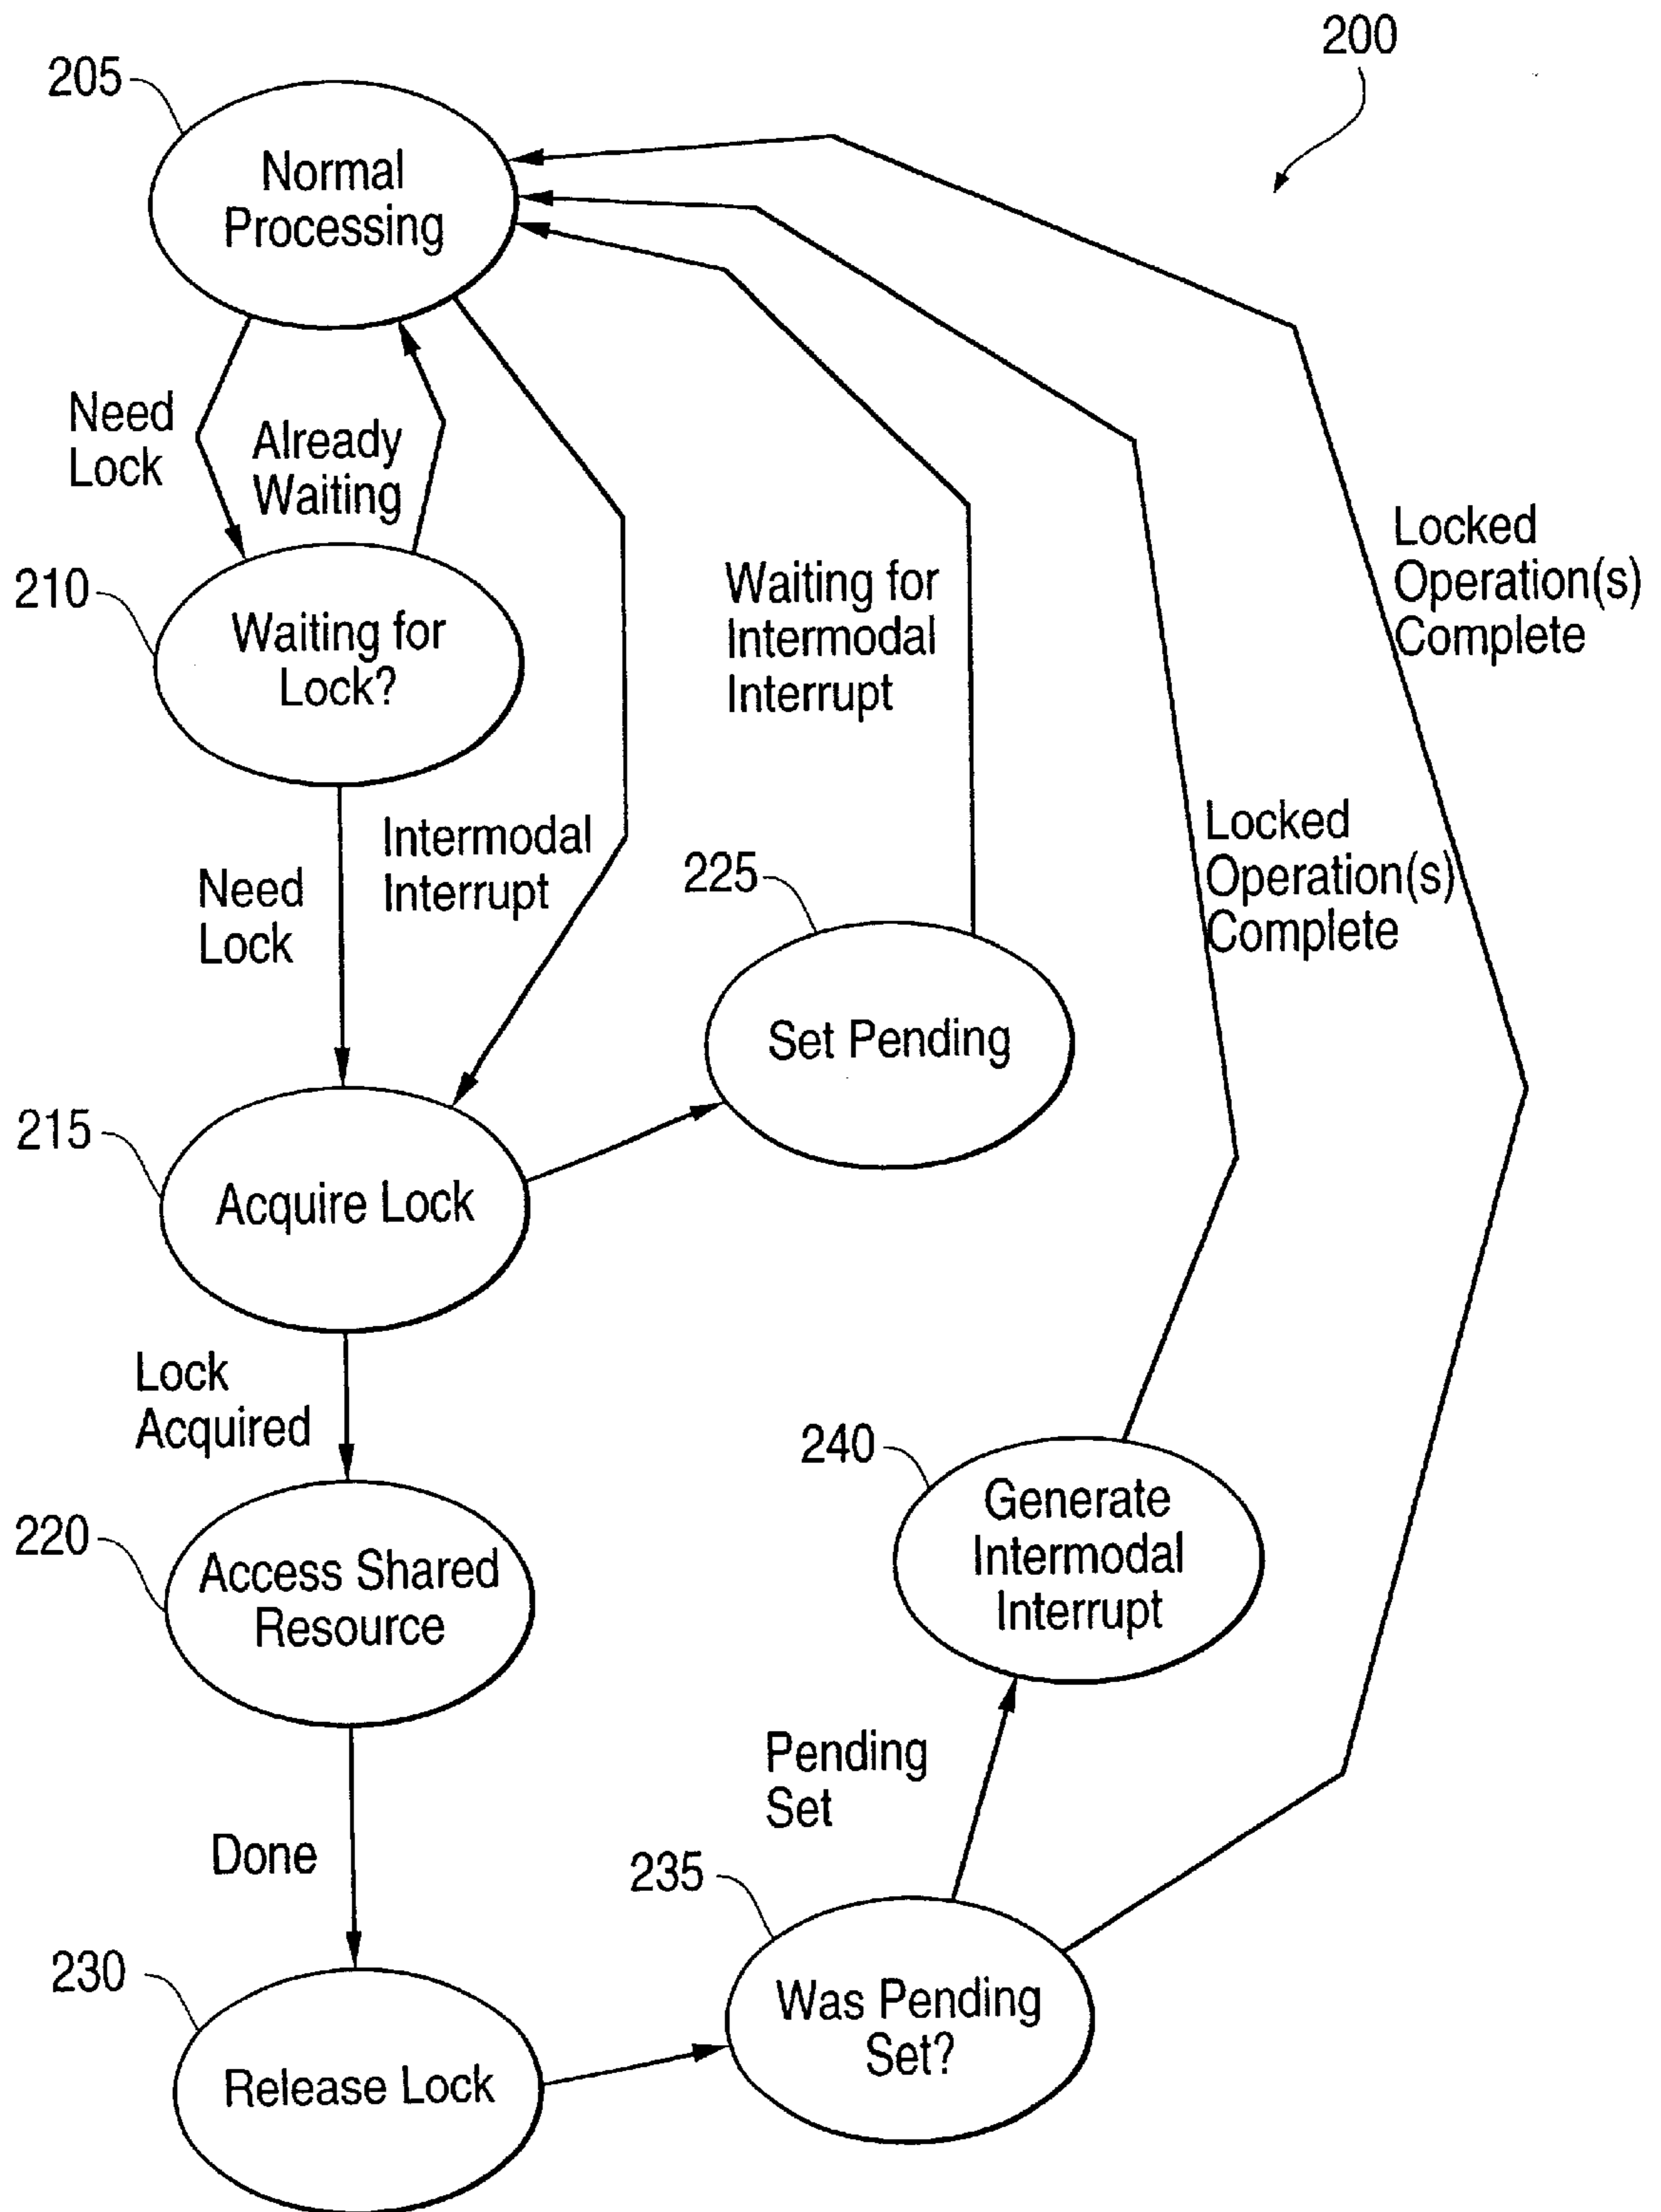 200
205
Normal
Processing
Need
Lock
Already
Waiting
210
Waiting for
Lock?
Waiting for
Intermodal
Interrupt
Locked
Operation(s)
Complete
Locked
Operation(s)
Complete
Need
Lock
Intermodal
Interrupt
225
Set Pending
215
Acquire Lock
Lock
Acquired
220
Access Shared
Resource
240
Generate
Intermodal
Interrupt
Pending
Set
Done
235
Was Pending
Set?
230
Release Lock